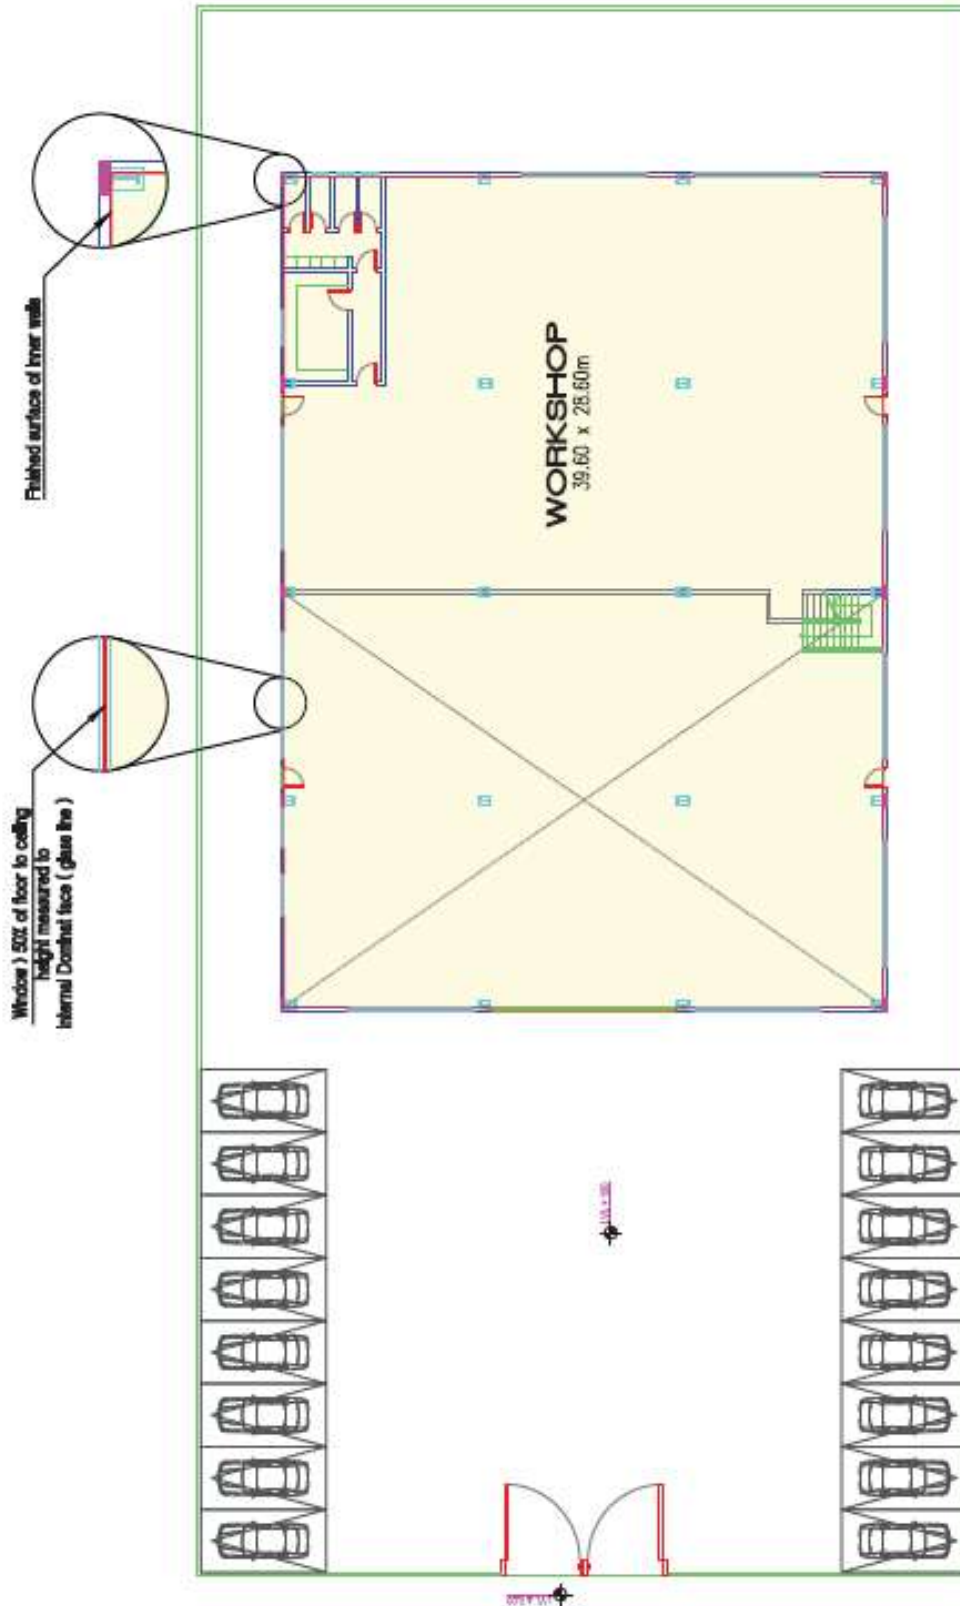 Finished surface of inner walls
Window ) 50% of floor to ceiling
height measured to
Internal Dominat face ( glass line )
WORKSHOP
39.60 x 28.60m